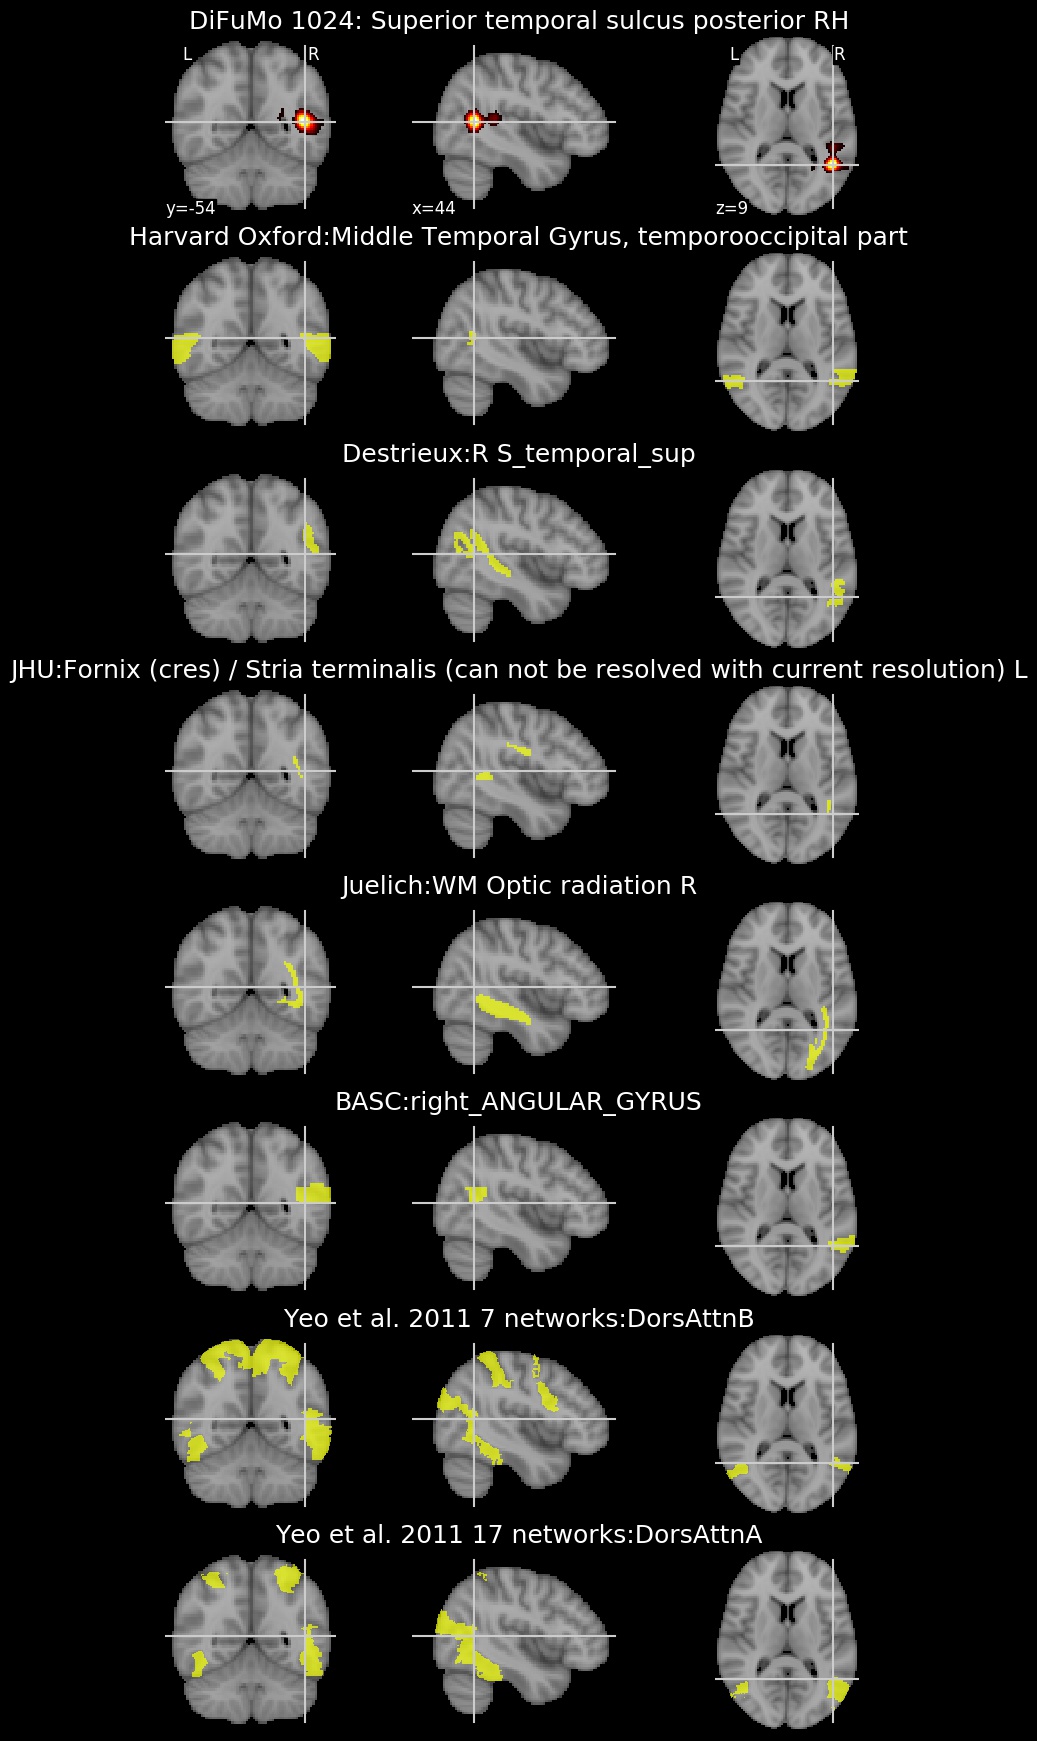 DiFuMo 1024: Superior temporal sulcus posterior RH
L R L R
y=-54 x=44 z=9
Harvard Oxford:Middle Temporal Gyrus, temporooccipital part
Destrieux:R S_temporal_sup
JHU:Fornix (cres) / Stria terminalis (can not be resolved with current resolution) L
Juelich:WM Optic radiation R
BASC:right_ANGULAR_GYRUS
Yeo et al. 2011 7 networks:DorsAttnB
Yeo et al. 2011 17 networks:DorsAttnA